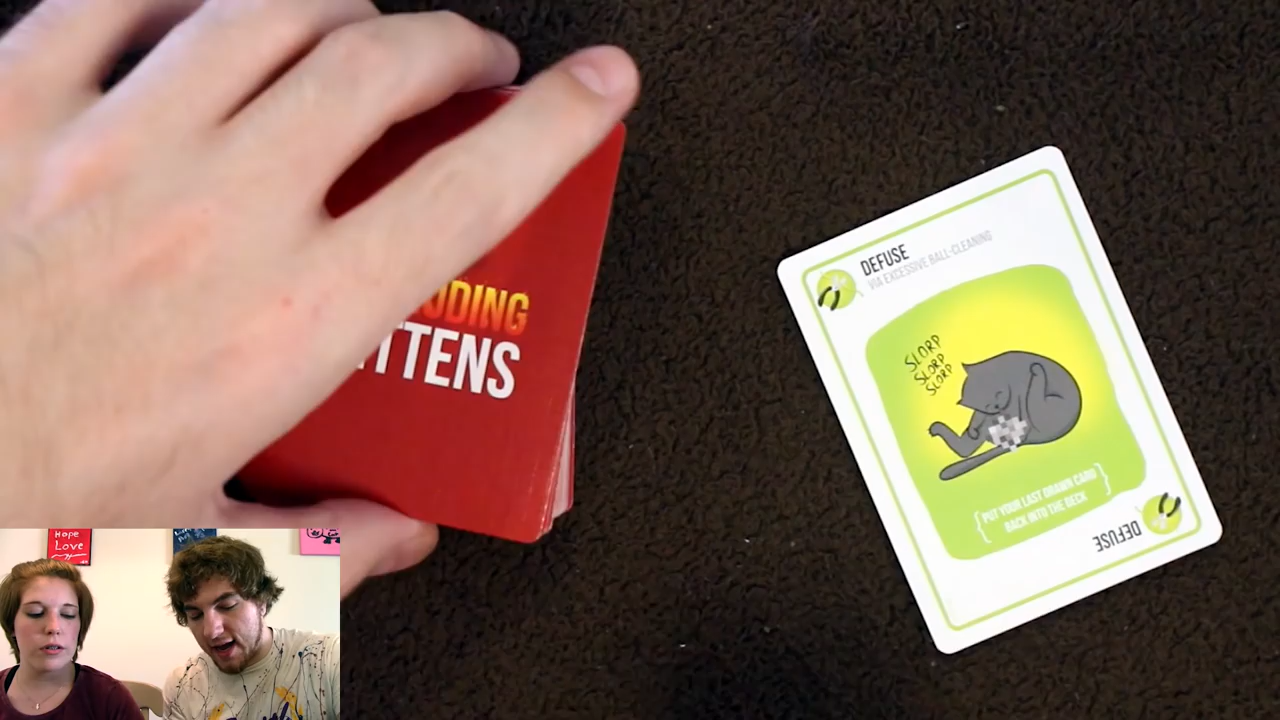 UDING
TTENS
DEFUSE
VIA EXCESSIVE BALL-CLEANING
SLORP
SLORP
SLORP
{PUT YOUR LAST DRAWN CARD
BACK INTO THE DECK}
DEFUSE
Hope
Love